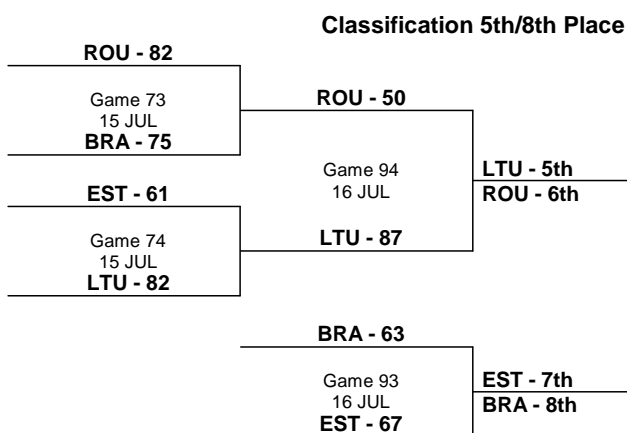 Classification 5th/8th Place
ROU - 82
Game 73
15 JUL
BRA - 75
EST - 61
Game 74
15 JUL
LTU - 82
ROU - 50
Game 94
16 JUL
LTU - 87
LTU - 5th
ROU - 6th
BRA - 63
Game 93
16 JUL
EST - 67
EST - 7th
BRA - 8th